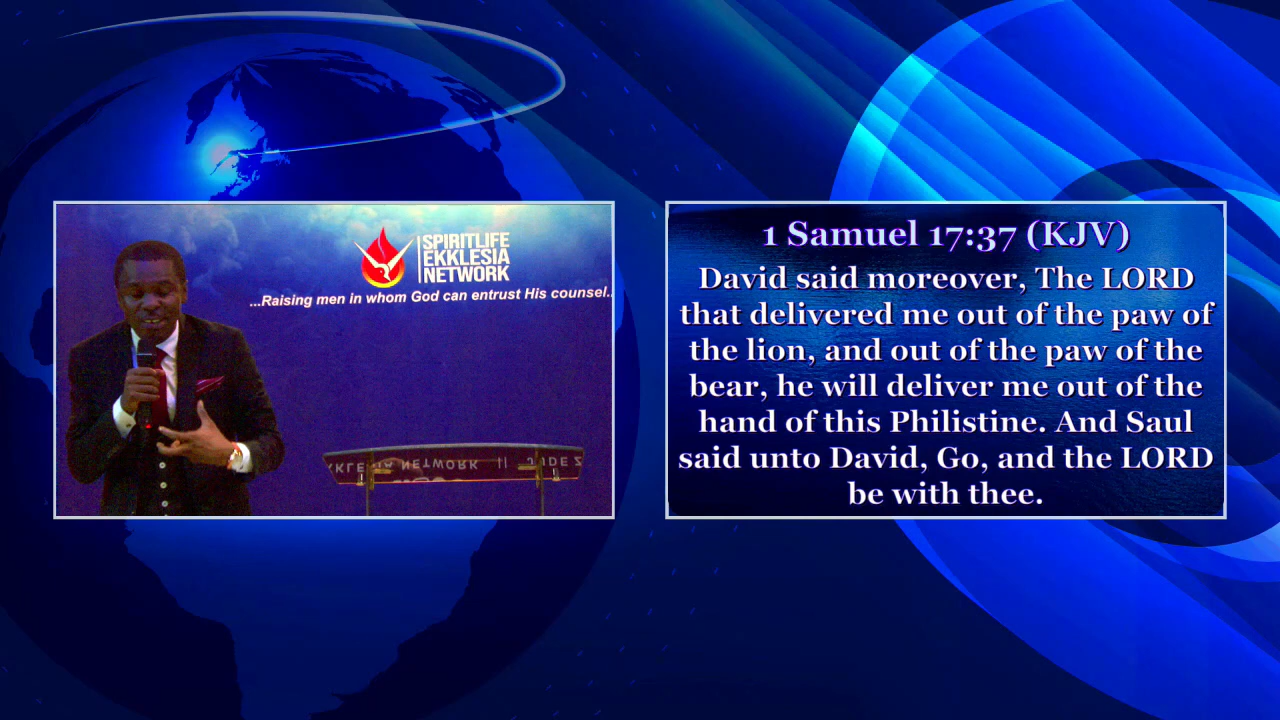 SPIRITLIFE
EKKLESIA
NETWORK
...Raising men in whom God can entrust His counsel..
NETWORK ||
1 Samuel 17:37 (KJV)
David said moreover, The LORD
that delivered me out of the paw of
the lion, and out of the paw of the
bear, he will deliver me out of the
hand of this Philistine. And Saul
said unto David, Go, and the LORD
be with thee.